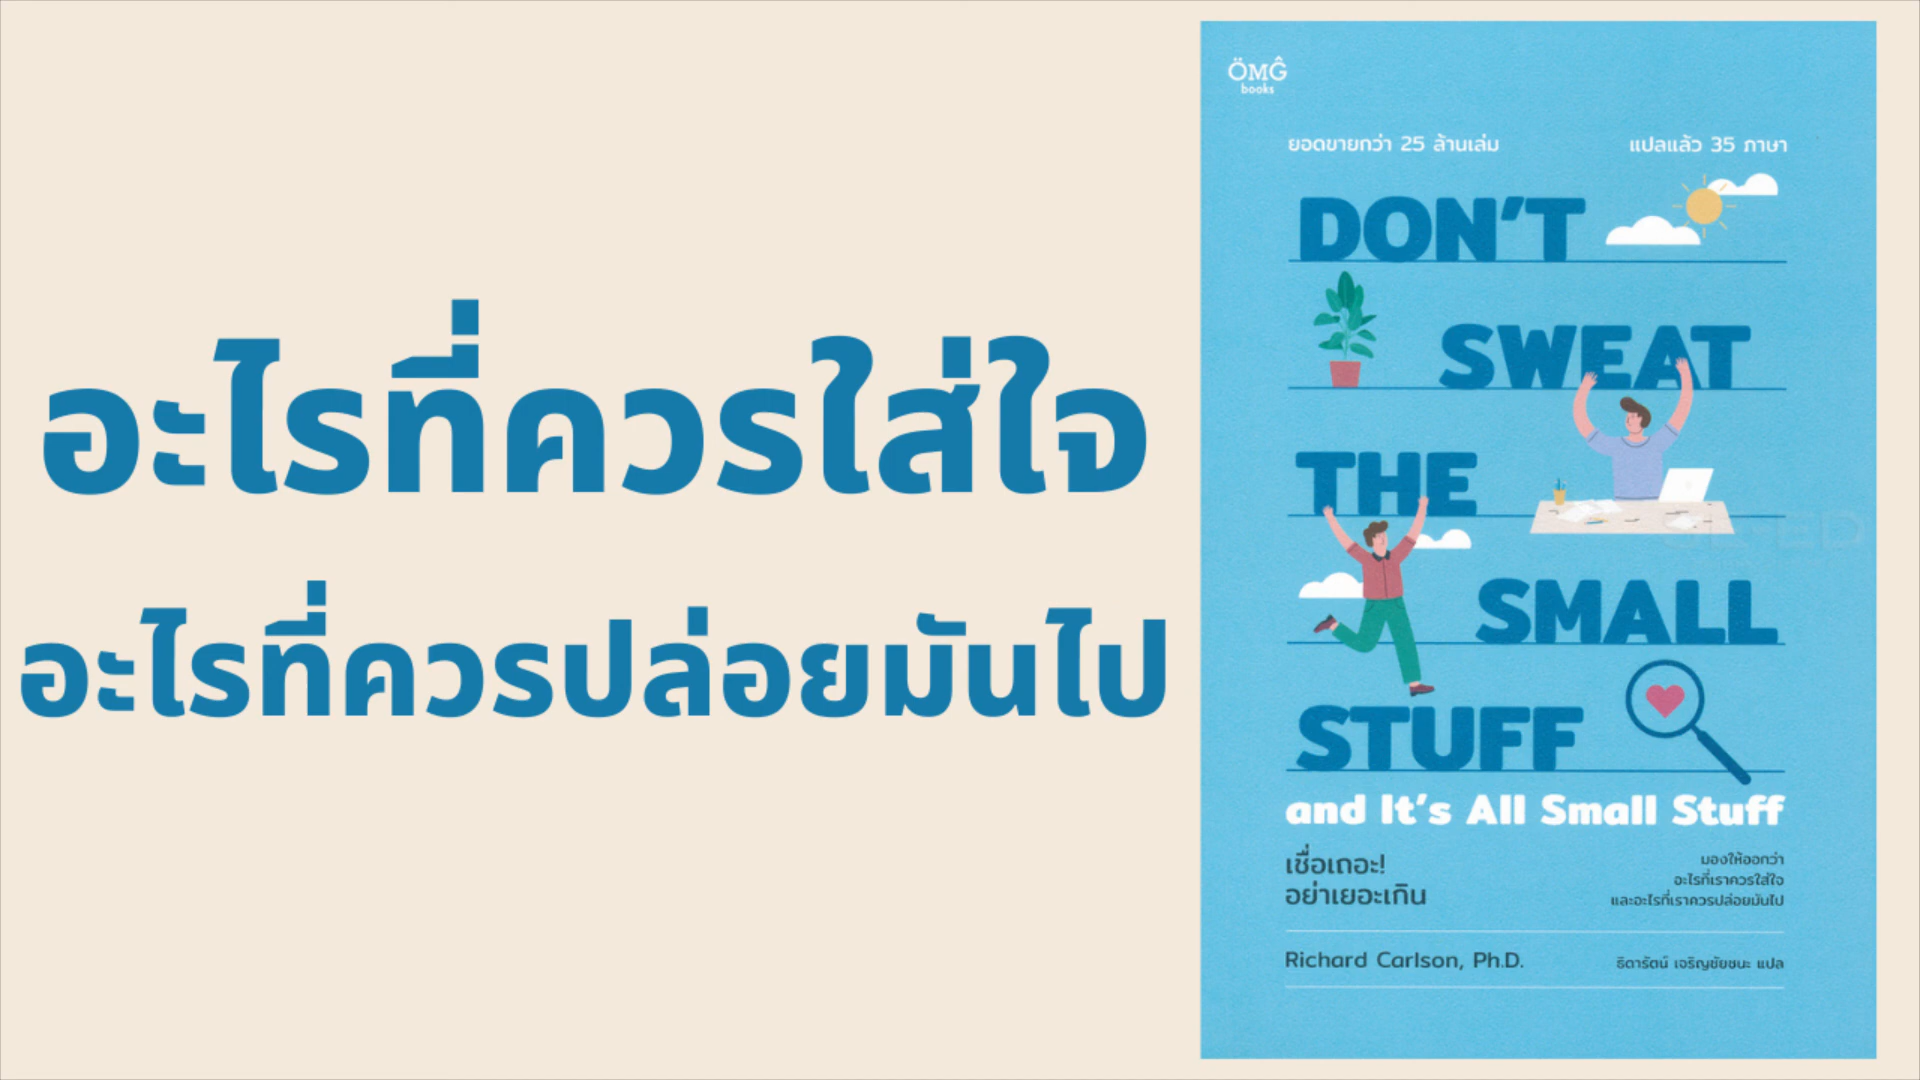 อะไรที่ควรใส่ใจ
อะไรที่ควรปล่อยมันไป
ÖMĜ
books
ยอดขายกว่า 25 ล้านเล่ม
แปลแล้ว 35 ภาษา
DON'T
SWEAT
THE
SMALL
STUFF
and It's All Small Stuff
เชื่อเถอะ!
อย่าเยอะเกิน
มองให้ออกว่า
อะไรที่เราควรใส่ใจ
และอะไรที่เราควรปล่อยมันไป
Richard Carlson, Ph.D.
ธิดารัตน์ เจริญชัยชนะ แปล